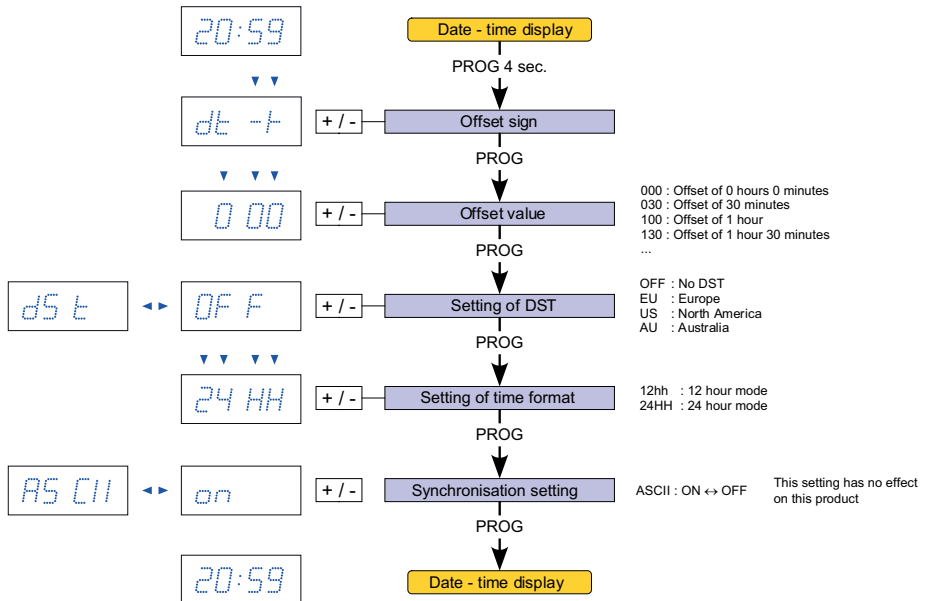 20:59
Date - time display
PROG 4 sec.
dt -+
+ / -
Offset sign
PROG
0 00
+ / -
Offset value
000 : Offset of 0 hours 0 minutes
030 : Offset of 30 minutes
100 : Offset of 1 hour
130 : Offset of 1 hour 30 minutes
...
PROG
dSt
OFF
+ / -
Setting of DST
OFF : No DST
EU : Europe
US : North America
AU : Australia
PROG
24HH
+ / -
Setting of time format
12hh : 12 hour mode
24HH : 24 hour mode
PROG
ASCII
on
+ / -
Synchronisation setting
ASCII : ON ↔ OFF
This setting has no effect
on this product
PROG
20:59
Date - time display